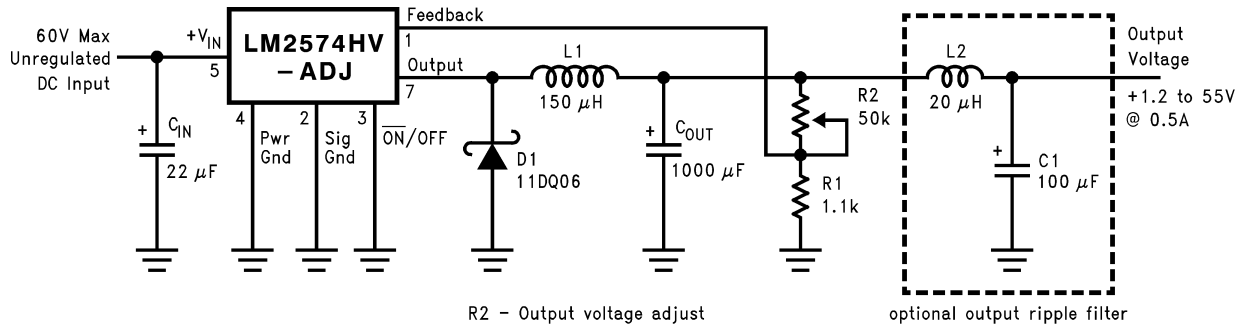 60V Max
Unregulated
DC Input
+VIN
5
LM2574HV
-ADJ
Feedback
1
Output
7
4
Pwr
Gnd
2
Sig
Gnd
3
ON/OFF
+
CIN
22 μF
D1
11DQ06
L1
150 μH
+
COUT
1000 μF
R2
50k
R1
1.1k
L2
20 μH
+
C1
100 μF
Output
Voltage
+1.2 to 55V
@ 0.5A
R2 - Output voltage adjust
optional output ripple filter